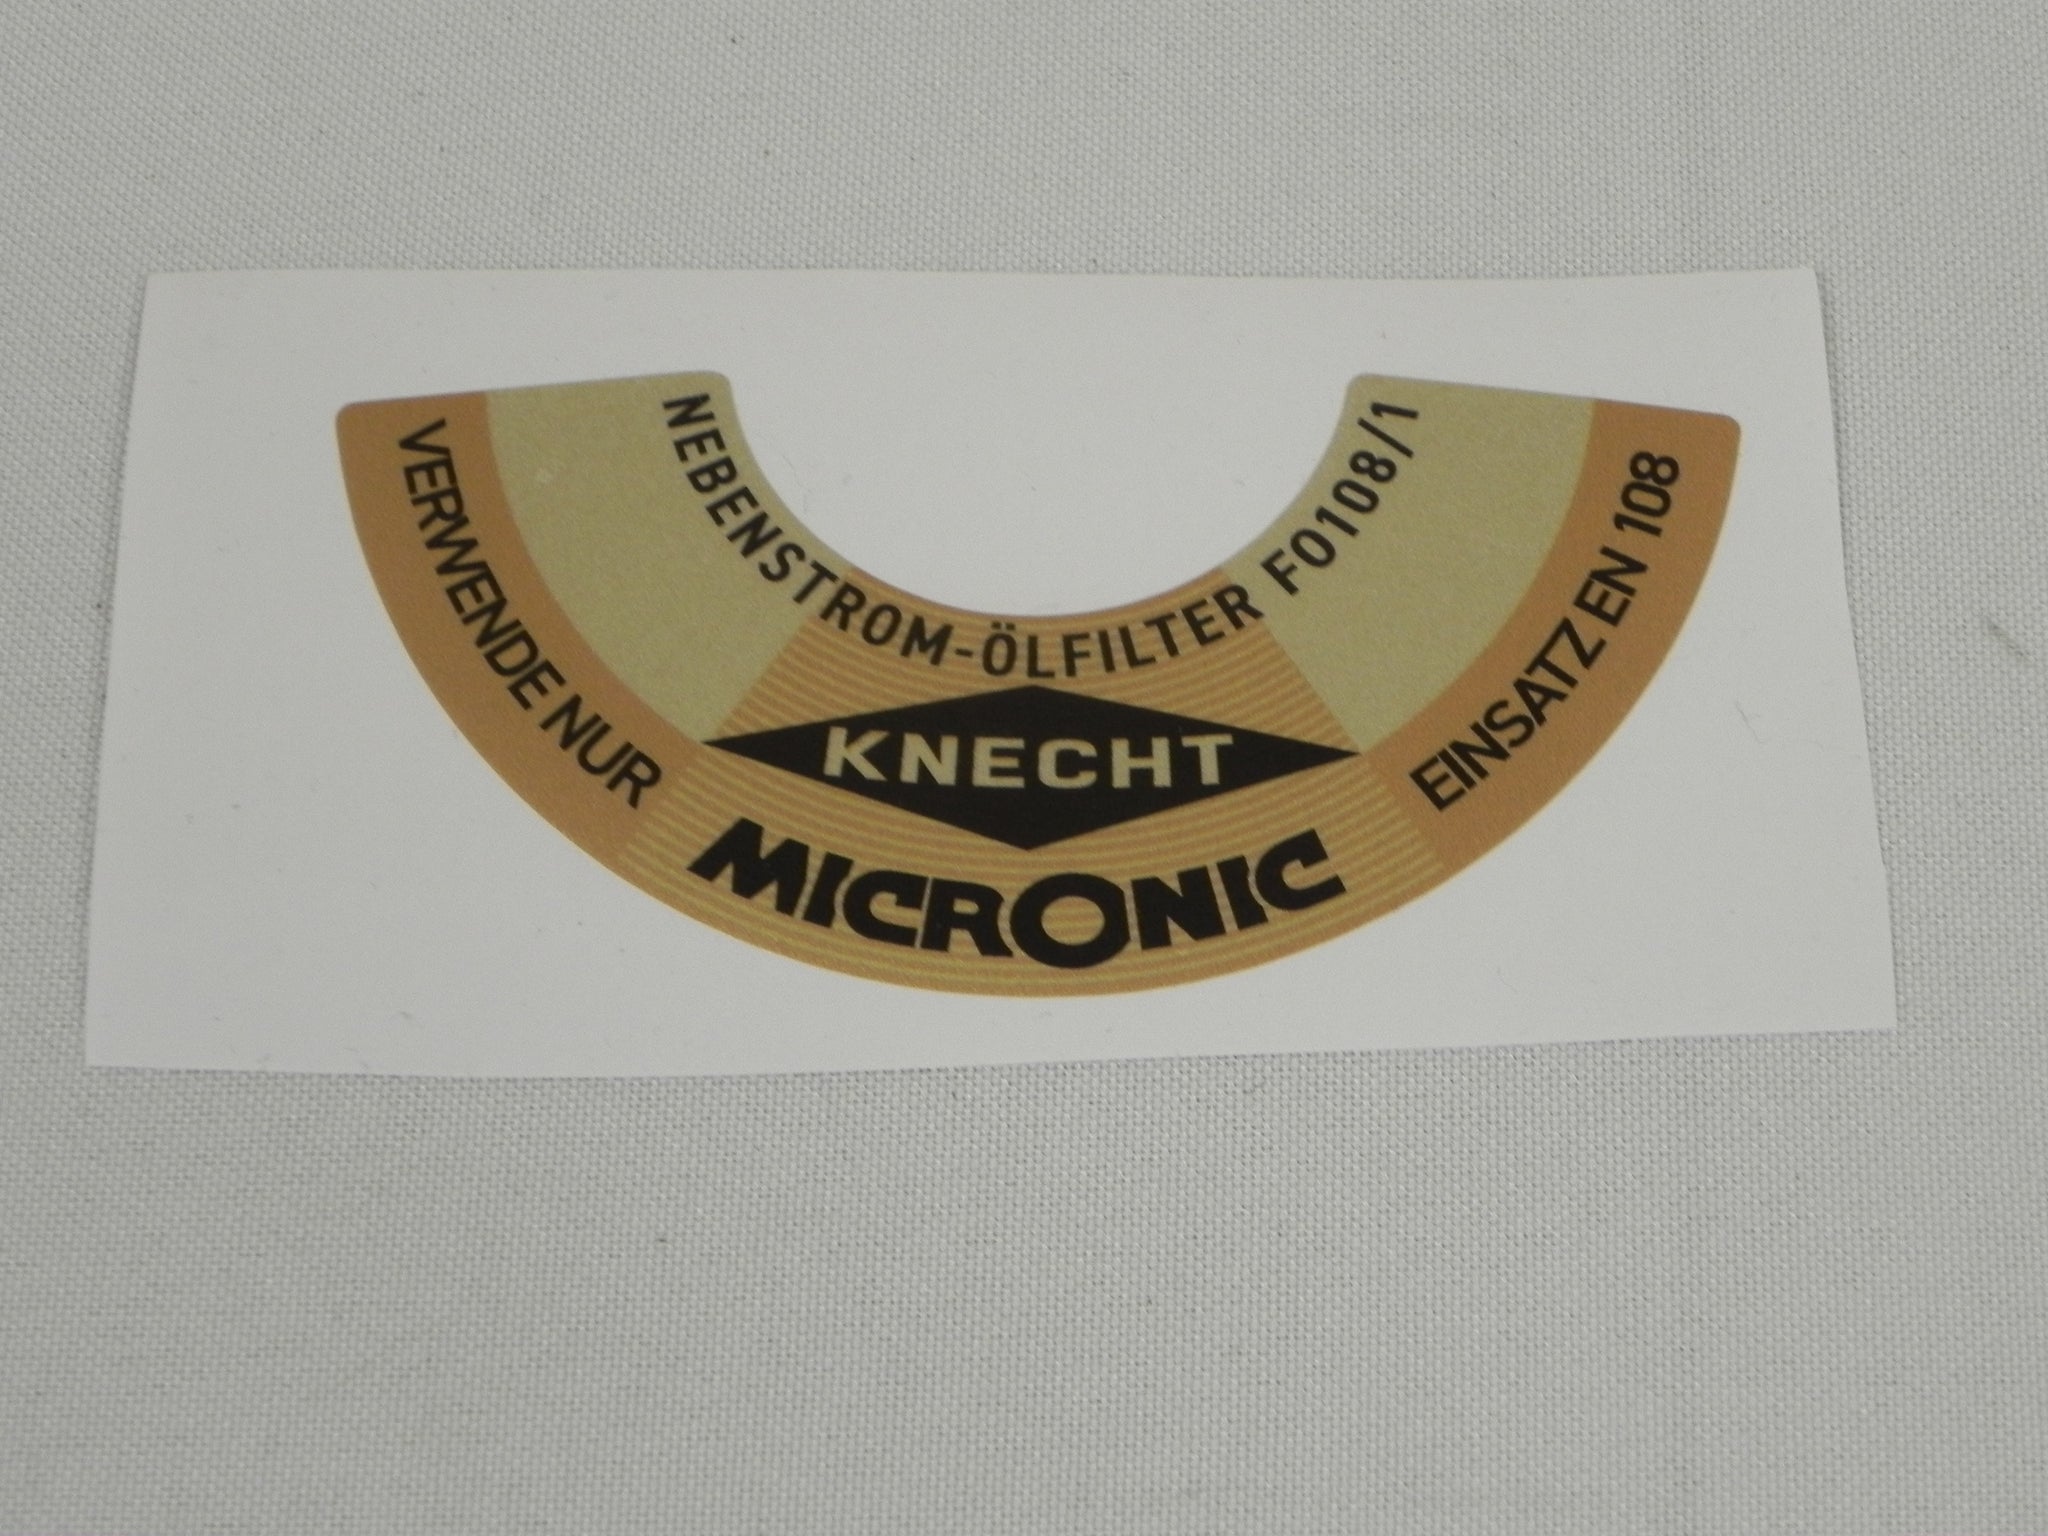 NEBENSTROM-ÖLFILTER FO108/1
KNECHT
MICRONIC
VERWENDE NUR
EINSATZ EN 108